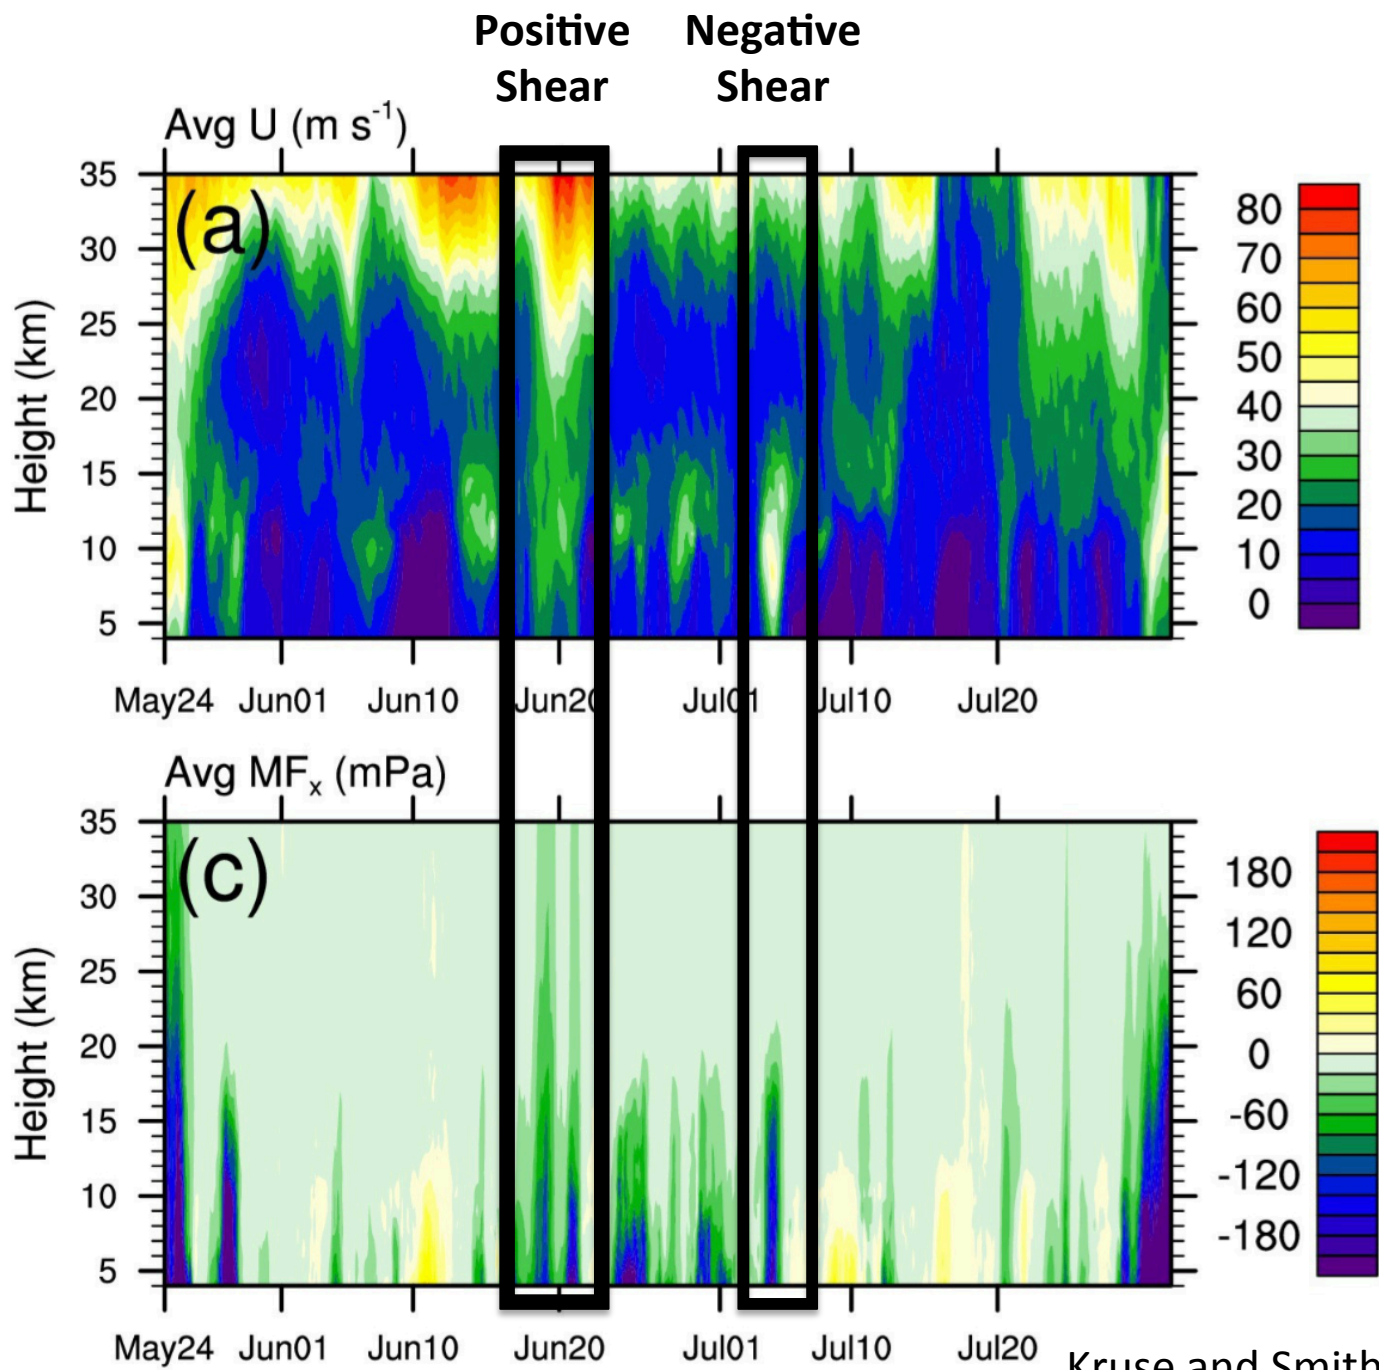 Positive Negative
Shear Shear
Avg U (m s⁻¹)
(a)
35
30
25
20
15
10
5
Height (km)
80
70
60
50
40
30
20
10
0
May24 Jun01 Jun10 Jun20 Jul01 Jul10 Jul20
Avg MFₓ (mPa)
(c)
35
30
25
20
15
10
5
Height (km)
180
120
60
0
-60
-120
-180
May24 Jun01 Jun10 Jun20 Jul01 Jul10 Jul20
Kruse and Smith